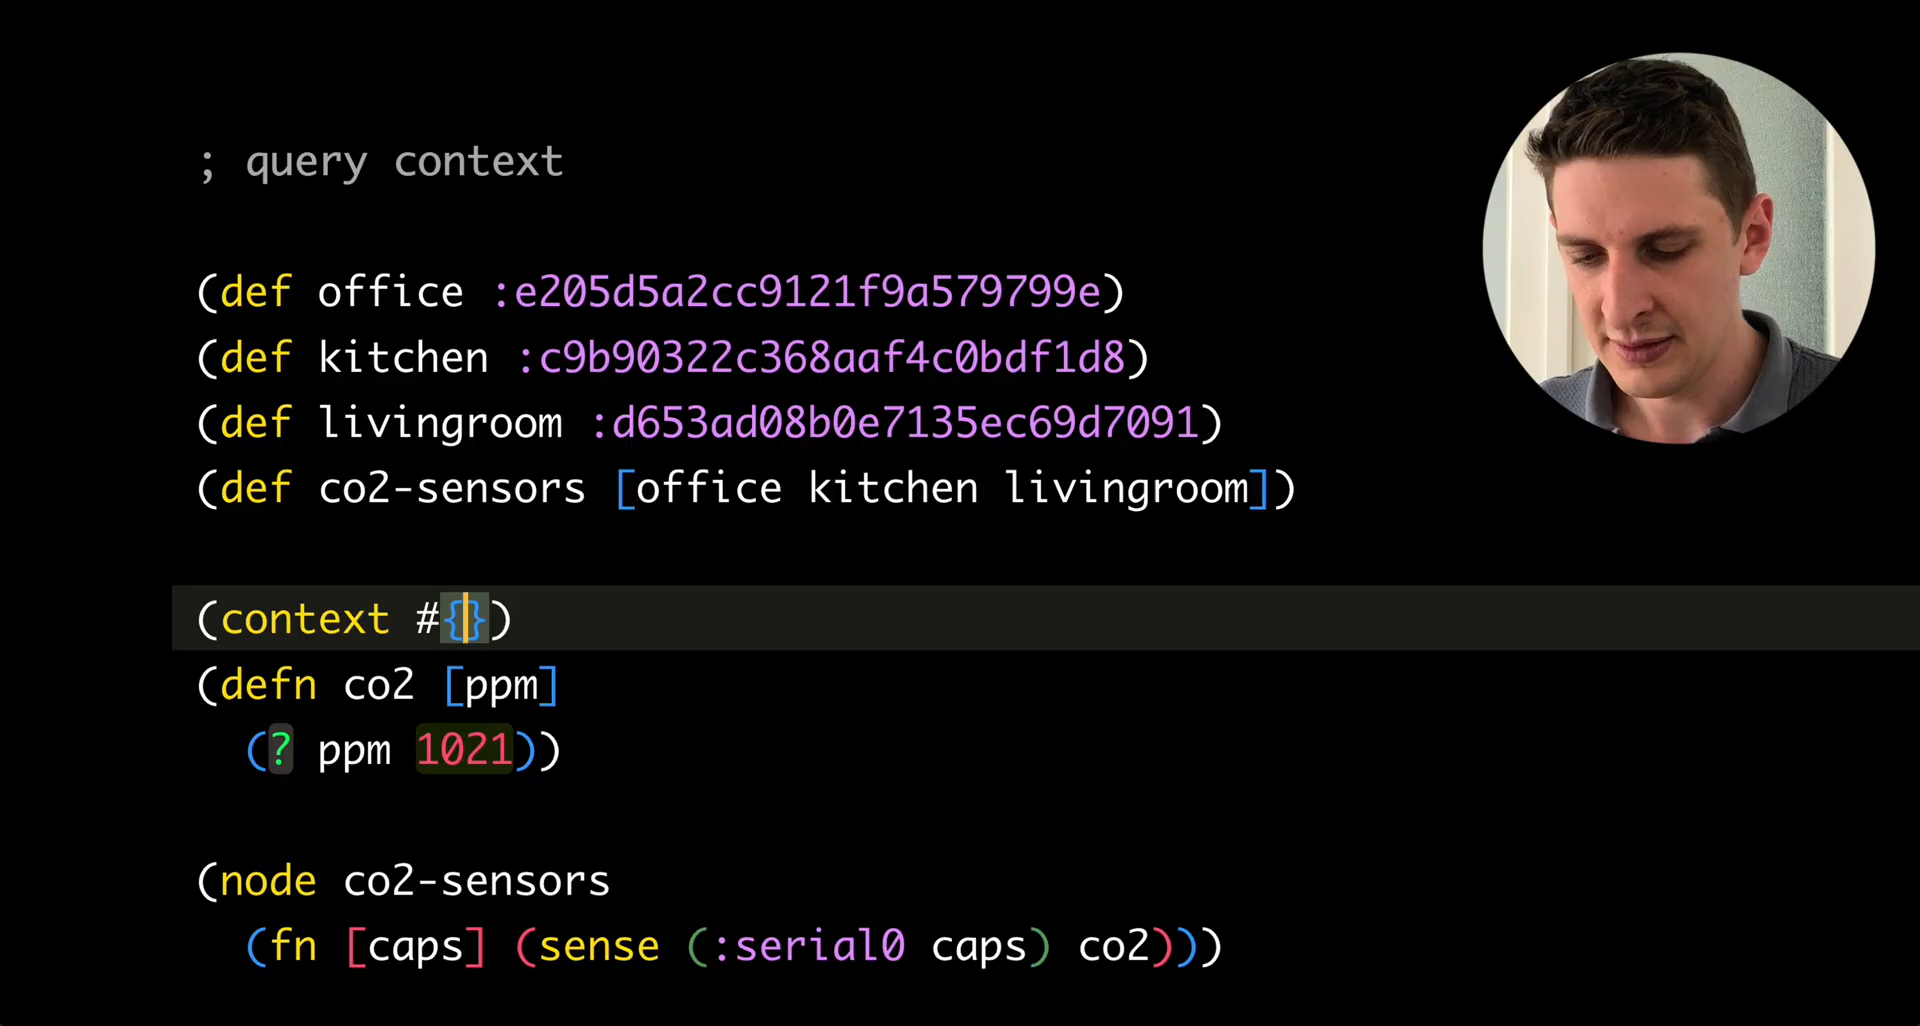 ; query context
(def office :e205d5a2cc9121f9a579799e)
(def kitchen :c9b90322c368aaf4c0bdf1d8)
(def livingroom :d653ad08b0e7135ec69d7091)
(def co2-sensors [office kitchen livingroom])
(context #{})
(defn co2 [ppm]
(? ppm 1021))
(node co2-sensors
(fn [caps] (sense (:serial0 caps) co2)))